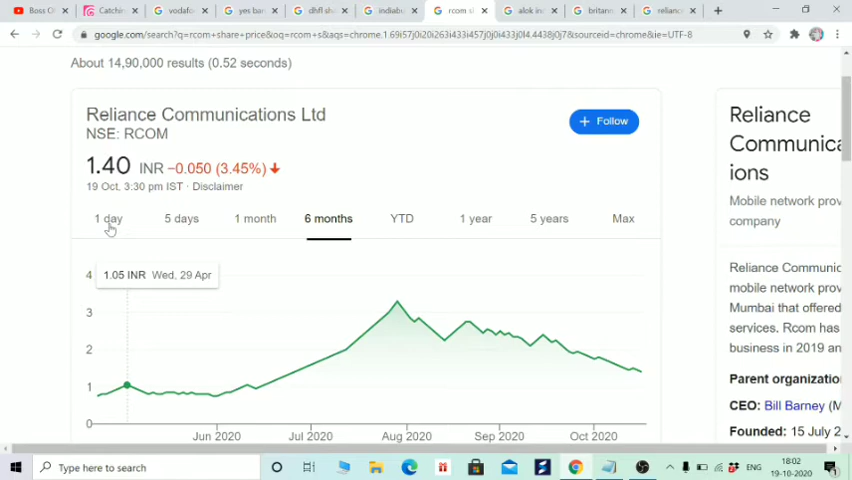 Boss O
Catchin
vodaf
yes ban
dhfl sh
indiabu
rcom s
alok in
britann
reliance
google.com/search?q=rcom+share+price&oq=rcom+s&aqs=chrome.1.69i57j0i20i263i433i457j0i433j0l4.4438j0j7&sourceid=chrome&ie=UTF-8
About 14,90,000 results (0.52 seconds)
Reliance Communications Ltd
NSE: RCOM
Follow
1.40 INR −0.050 (3.45%)
19 Oct, 3:30 pm IST · Disclaimer
1 day 5 days 1 month 6 months YTD 1 year 5 years Max
1.05 INR Wed, 29 Apr
4
3
2
1
0
Jun 2020 Jul 2020 Aug 2020 Sep 2020 Oct 2020
Reliance
Communica
ions
Mobile network prov
company
Reliance Communic
mobile network prov
Mumbai that offered
services. Rcom has
business in 2019 an
Parent organizatio
CEO: Bill Barney (M
Founded: 15 July 2
Type here to search
ENG
18:02
19-10-2020